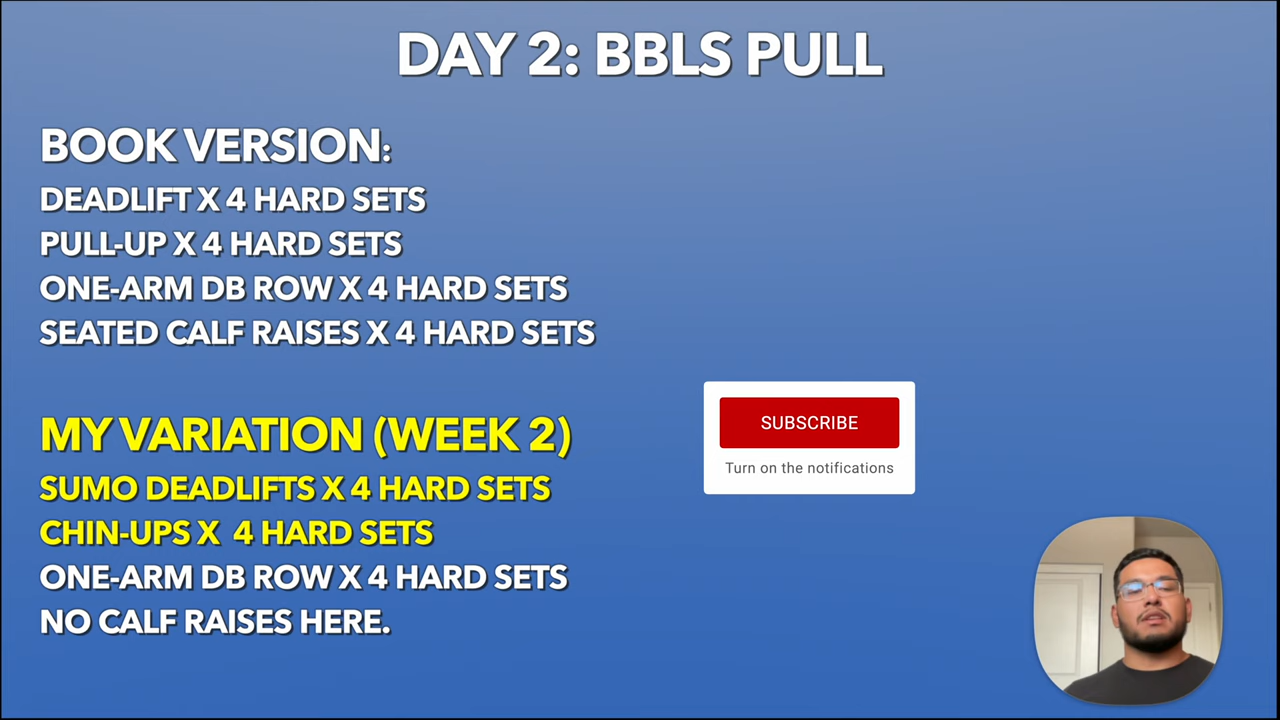 DAY 2: BBLS PULL
BOOK VERSION:
DEADLIFT X 4 HARD SETS
PULL-UP X 4 HARD SETS
ONE-ARM DB ROW X 4 HARD SETS
SEATED CALF RAISES X 4 HARD SETS
MY VARIATION (WEEK 2)
SUMO DEADLIFTS X 4 HARD SETS
CHIN-UPS X  4 HARD SETS
ONE-ARM DB ROW X 4 HARD SETS
NO CALF RAISES HERE.
SUBSCRIBE
Turn on the notifications